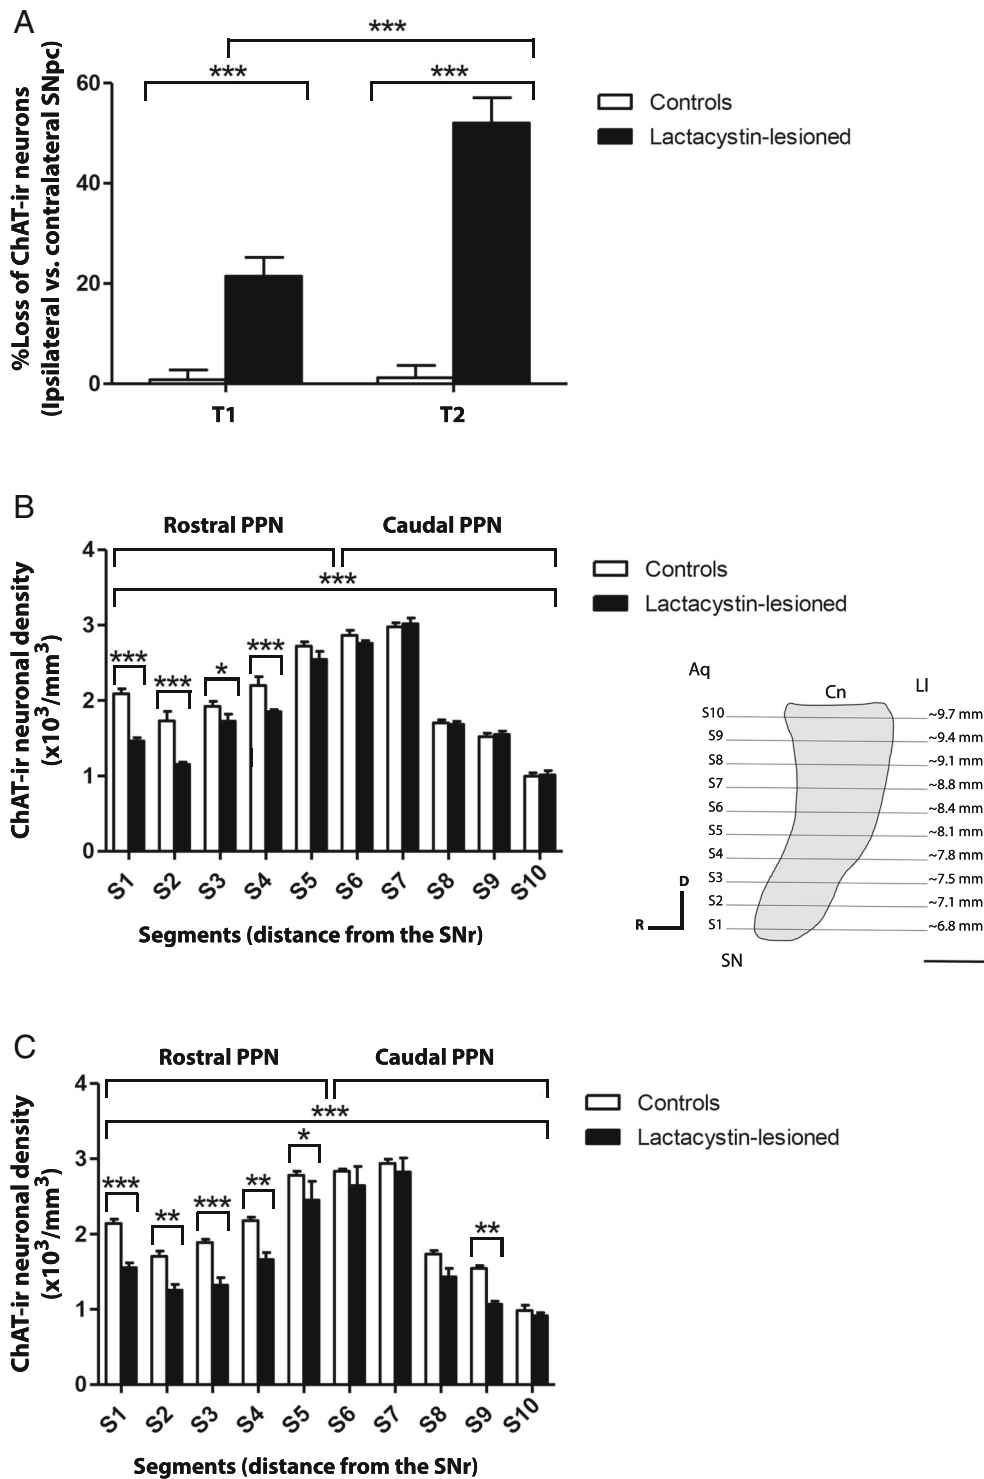 A
***
***
***
%Loss of ChAT-ir neurons
(Ipsilateral vs. contralateral SNpc)
60
40
20
0
T1
T2
Controls
Lactacystin-lesioned
B
Rostral PPN
Caudal PPN
***
***
***
*
***
ChAT-ir neuronal density
(x10³/mm³)
4
3
2
1
0
S1 S2 S3 S4 S5 S6 S7 S8 S9 S10
Segments (distance from the SNr)
Controls
Lactacystin-lesioned
Aq
Cn
Ll
S10 ~9.7 mm
S9 ~9.4 mm
S8 ~9.1 mm
S7 ~8.8 mm
S6 ~8.4 mm
S5 ~8.1 mm
S4 ~7.8 mm
S3 ~7.5 mm
S2 ~7.1 mm
S1 ~6.8 mm
D
R
SN
C
Rostral PPN
Caudal PPN
***
*
***
**
***
**
**
ChAT-ir neuronal density
(x10³/mm³)
4
3
2
1
0
S1 S2 S3 S4 S5 S6 S7 S8 S9 S10
Segments (distance from the SNr)
Controls
Lactacystin-lesioned